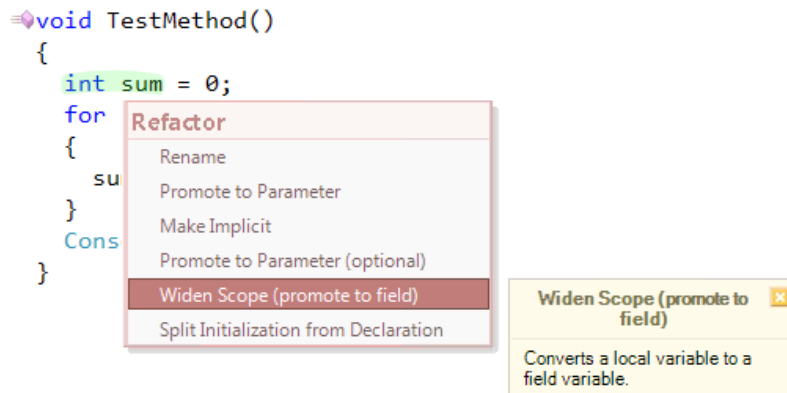 void TestMethod()
{
int sum = 0;
for
Refactor
{
Rename
su
Promote to Parameter
}
Make Implicit
Cons
Promote to Parameter (optional)
}
Widen Scope (promote to field)
Split Initialization from Declaration
Widen Scope (promote to
field)
Converts a local variable to a
field variable.